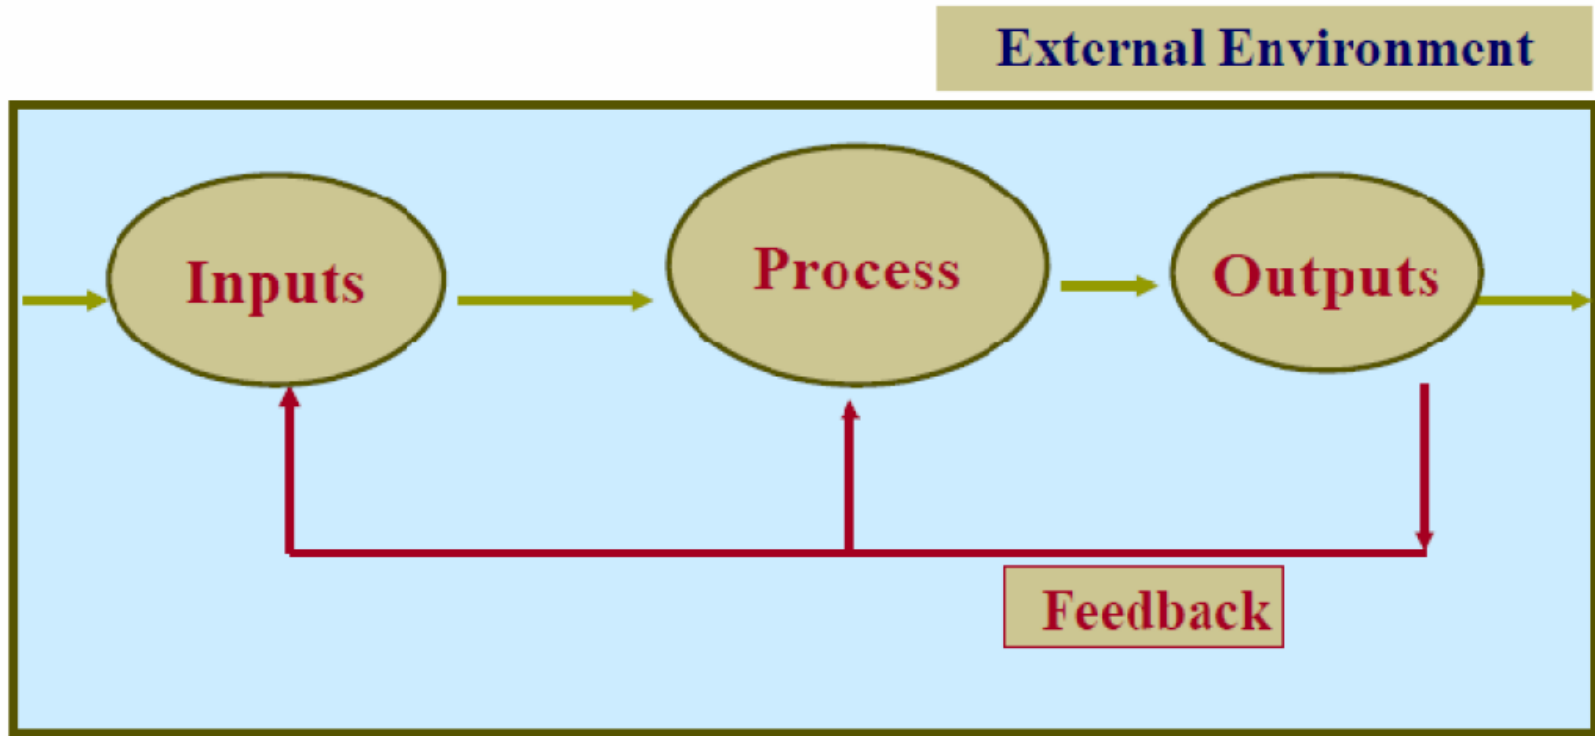 External Environment
Inputs
Process
Outputs
Feedback